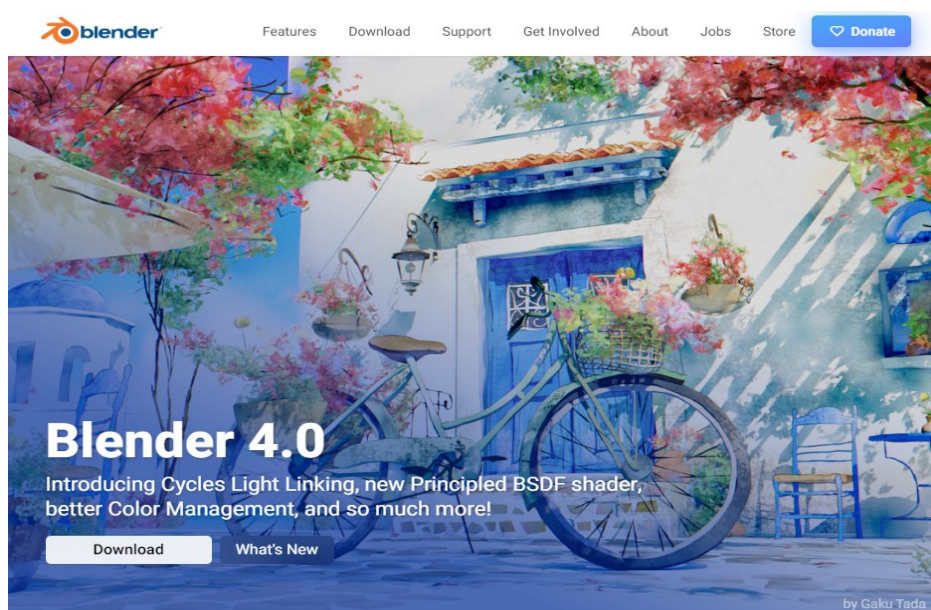 blender
Features Download Support Get Involved About Jobs Store Donate
Blender 4.0
Introducing Cycles Light Linking, new Principled BSDF shader,
better Color Management, and so much more!
Download What's New
by Gaku Tada